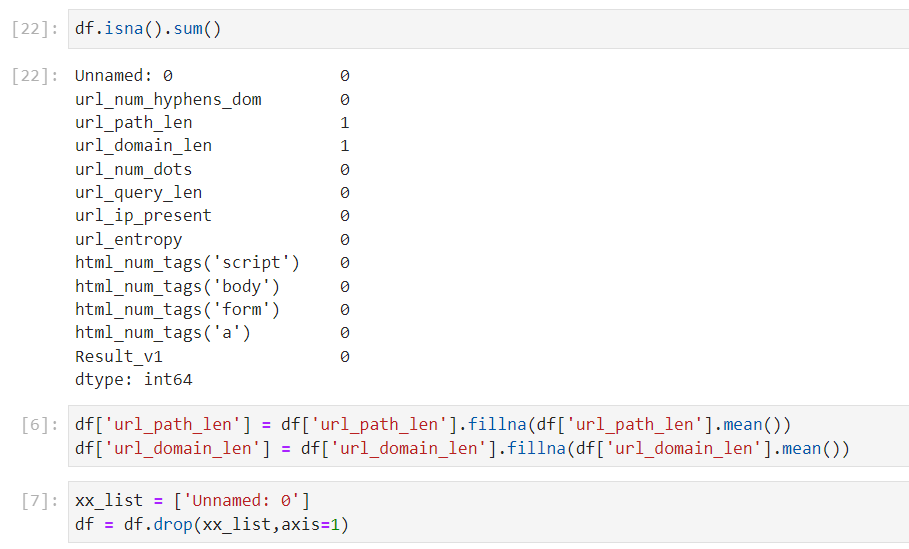 [22]: df.isna().sum()
[22]: Unnamed: 0 0
url_num_hyphens_dom 0
url_path_len 1
url_domain_len 1
url_num_dots 0
url_query_len 0
url_ip_present 0
url_entropy 0
html_num_tags('script') 0
html_num_tags('body') 0
html_num_tags('form') 0
html_num_tags('a') 0
Result_v1 0
dtype: int64
[6]: df['url_path_len'] = df['url_path_len'].fillna(df['url_path_len'].mean())
df['url_domain_len'] = df['url_domain_len'].fillna(df['url_domain_len'].mean())
[7]: xx_list = ['Unnamed: 0']
df = df.drop(xx_list,axis=1)